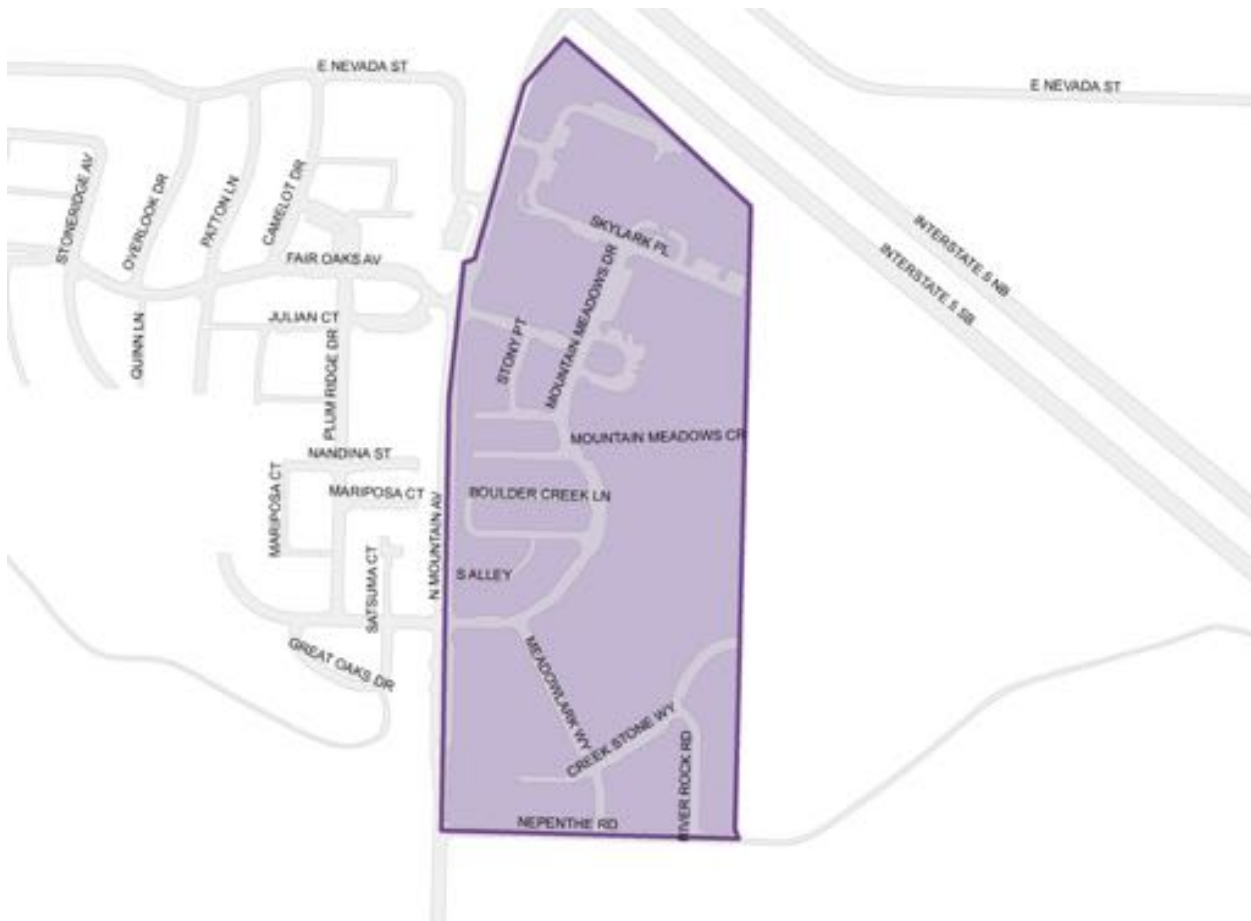 E NEVADA ST
E NEVADA ST
STONERIDGE AV
OVERLOOK DR
PATTON LN
CAMELOT DR
SKYLARK PL
INTERSTATE 5 NB
INTERSTATE 5 SB
FAIR OAKS AV
MOUNTAIN MEADOWS DR
JULIAN CT
QUINN LN
STONY PT
PLUM RIDGE DR
MOUNTAIN MEADOWS CR
NANDINA ST
MARIPOSA CT
MARIPOSA CT
BOULDER CREEK LN
N MOUNTAIN AV
SATSUMA CT
S ALLEY
GREAT OAKS DR
MEADOWLARK WY
CREEK STONE WY
RIVER ROCK RD
NEPENTHE RD